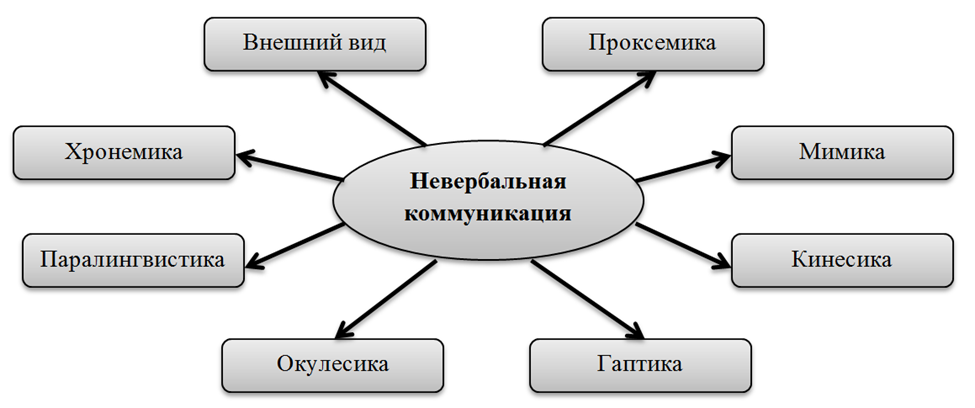 Внешний вид
Проксемика
Хронемика
Мимика
Невербальная
коммуникация
Паралингвистика
Кинесика
Окулесика
Гаптика